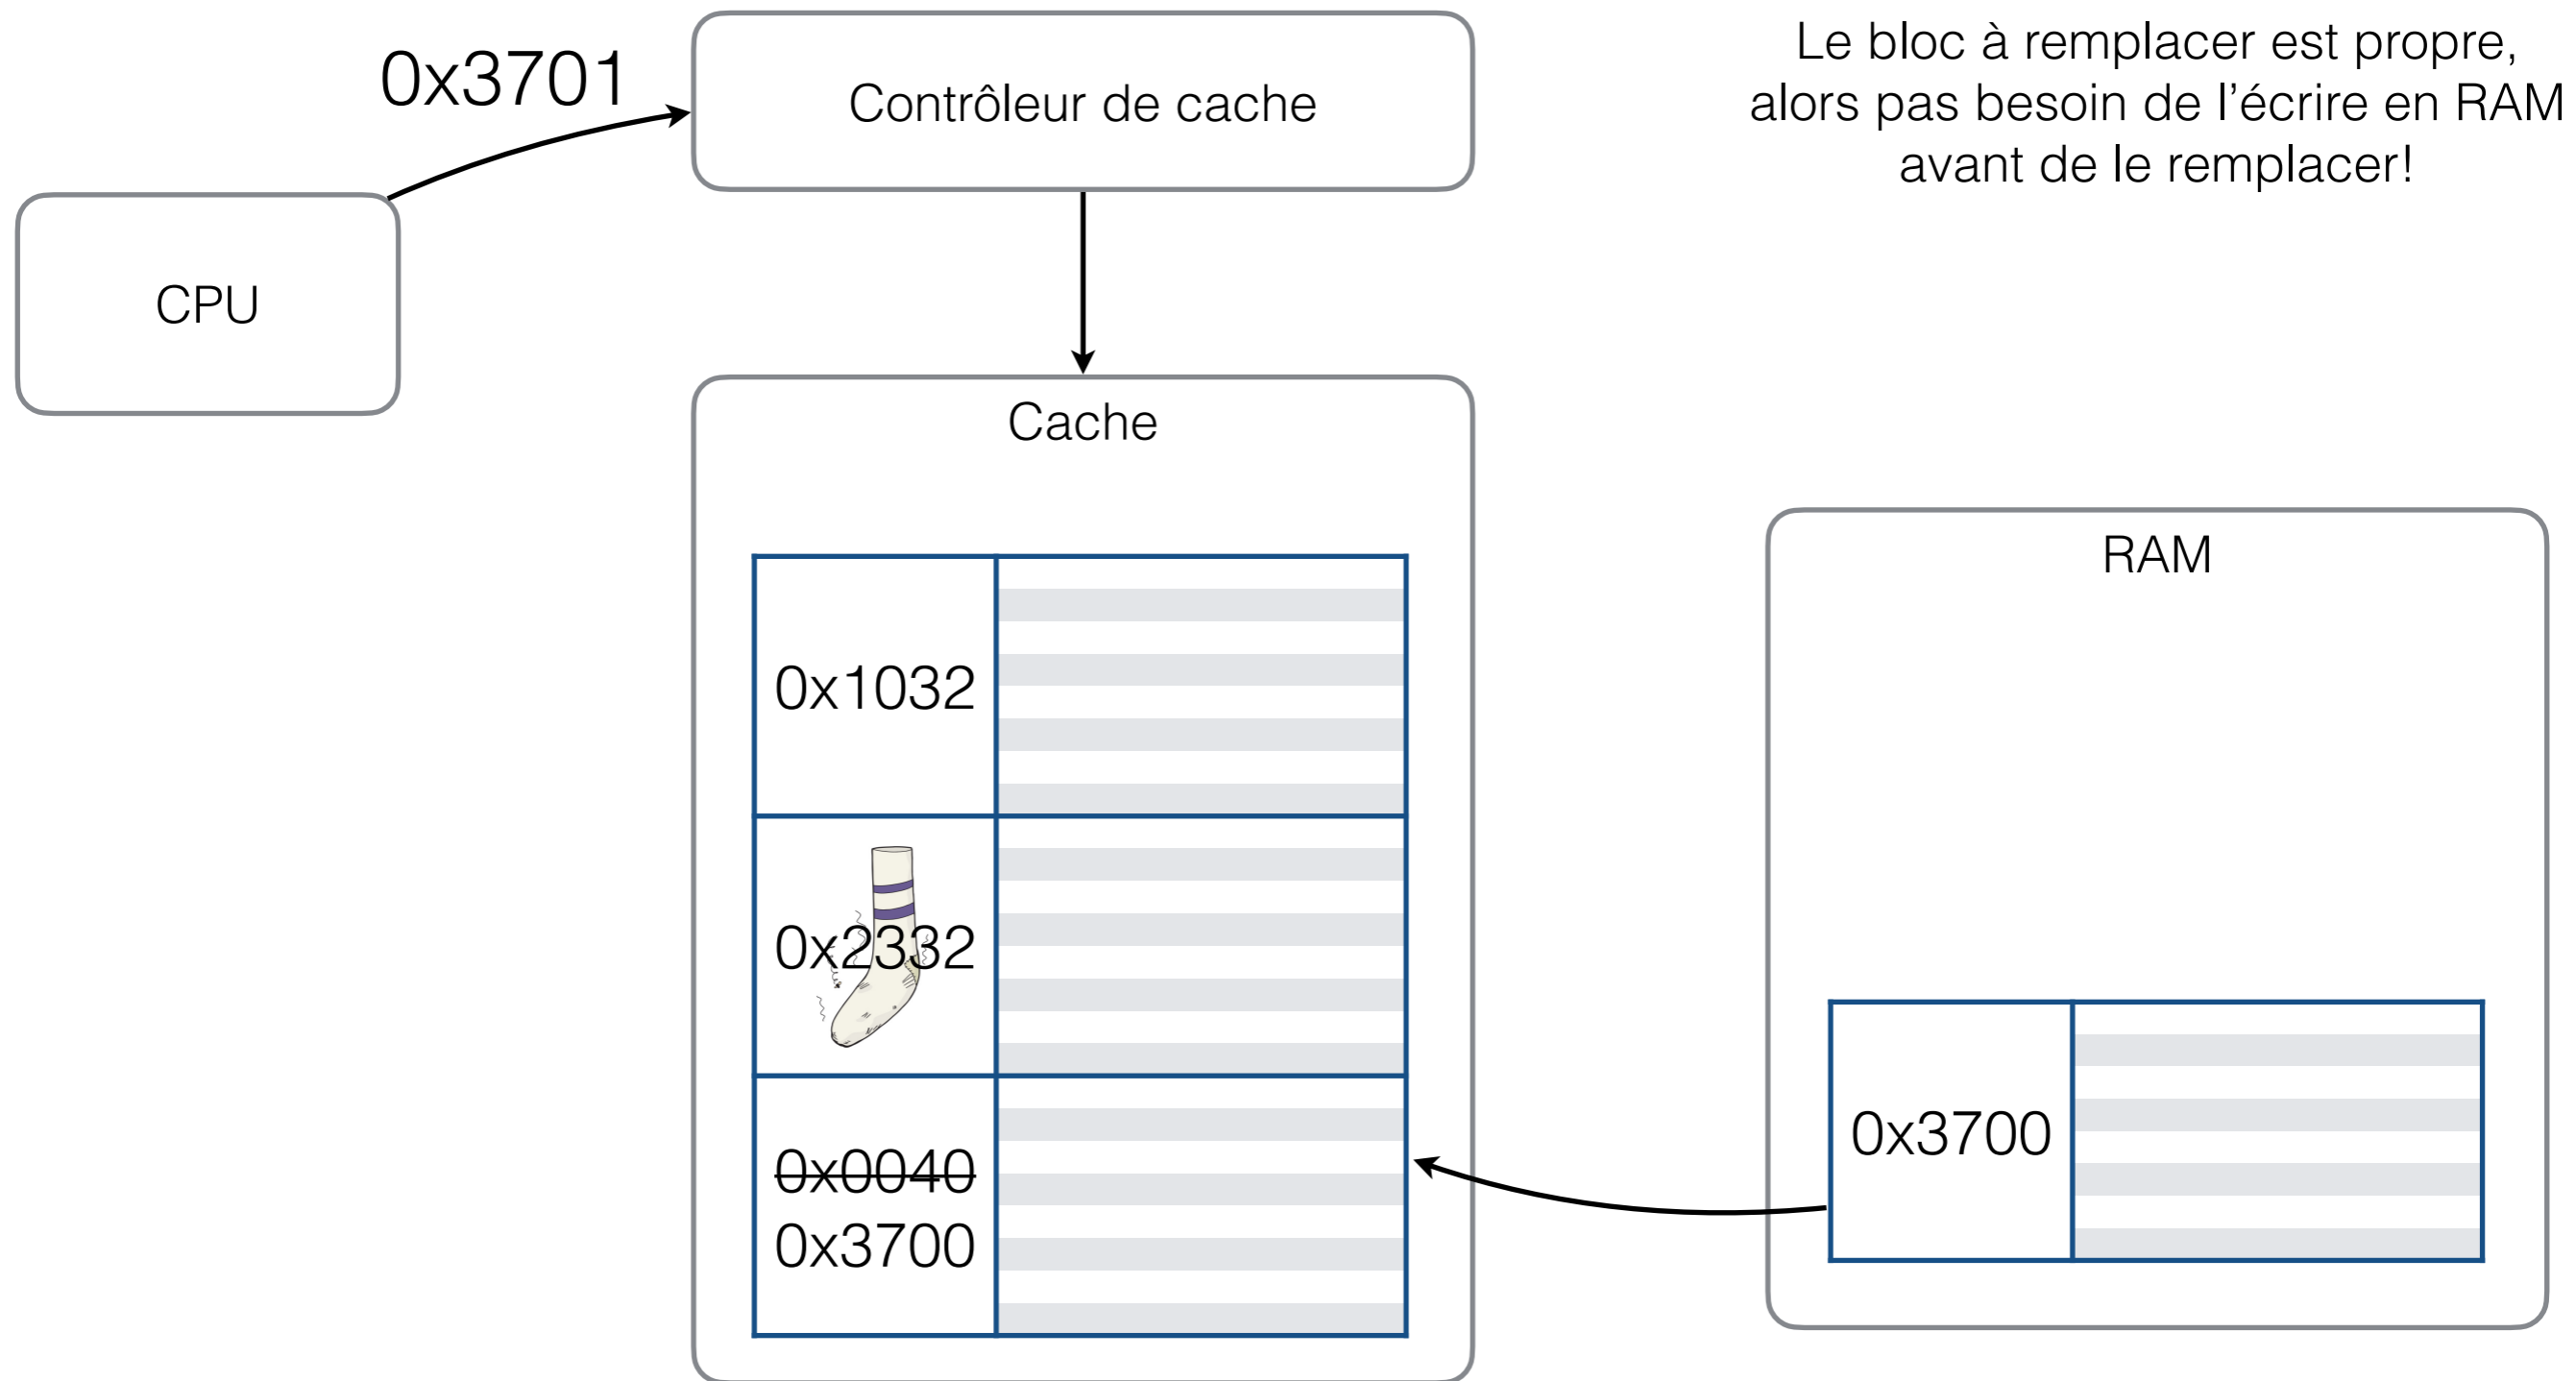 0x3701
Contrôleur de cache
Le bloc à remplacer est propre,
alors pas besoin de l’écrire en RAM
avant de le remplacer!
CPU
Cache
0x1032
0x2332
0x0040
0x3700
RAM
0x3700